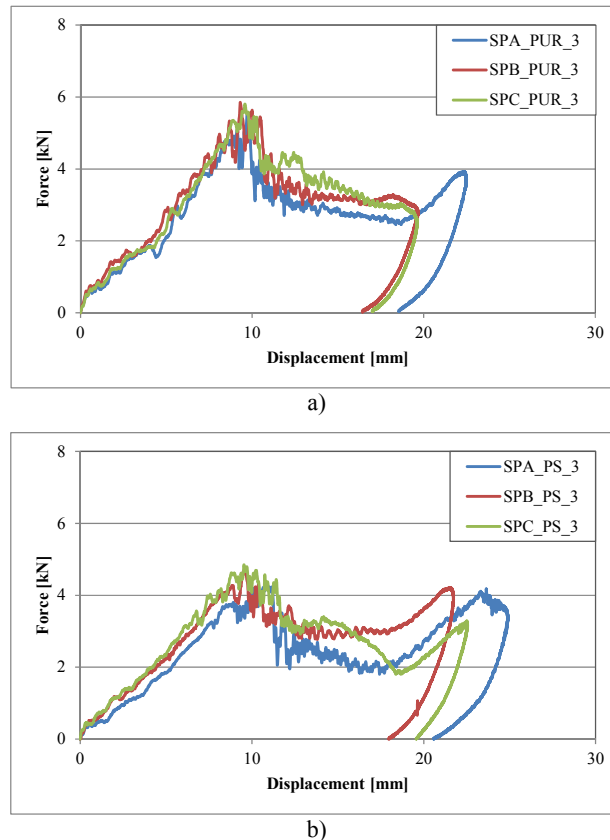 8
6
4
2
0
Force [kN]
0
10
20
30
Displacement [mm]
SPA_PUR_3
SPB_PUR_3
SPC_PUR_3
a)
8
6
4
2
0
Force [kN]
0
10
20
30
Displacement [mm]
SPA_PS_3
SPB_PS_3
SPC_PS_3
b)